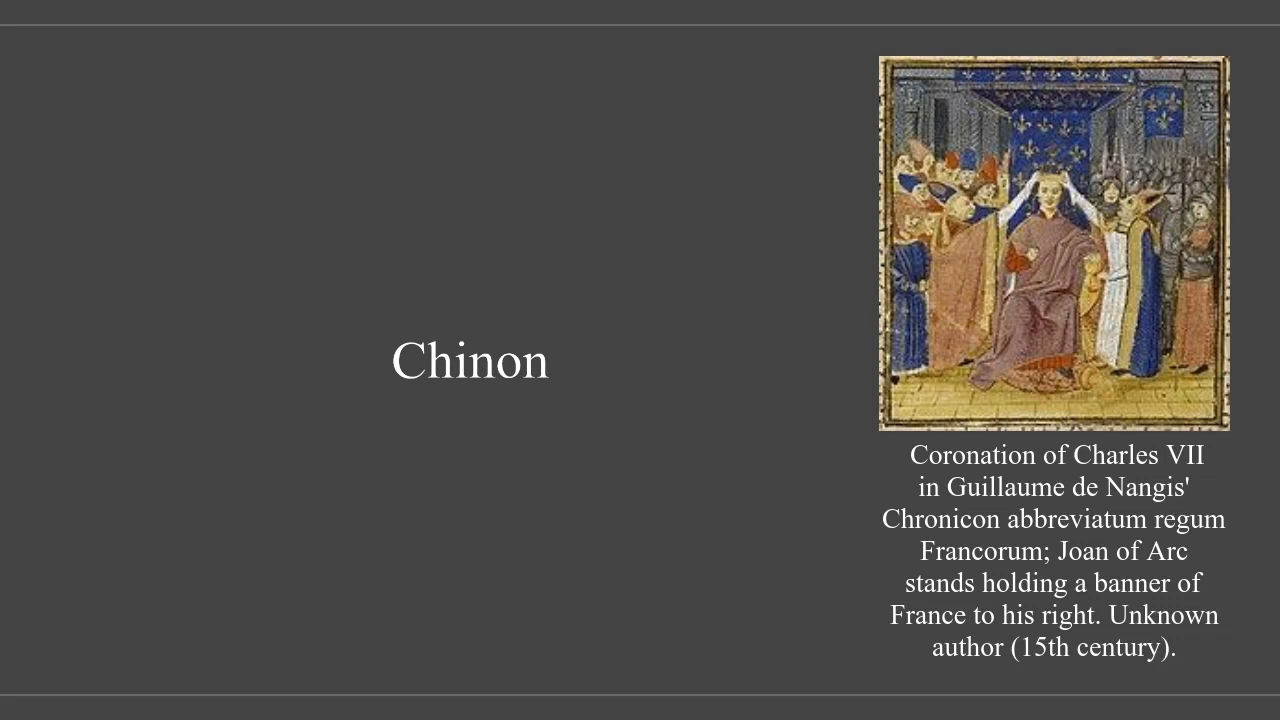 Chinon
Coronation of Charles VII
in Guillaume de Nangis'
Chronicon abbreviatum regum
Francorum; Joan of Arc
stands holding a banner of
France to his right. Unknown
author (15th century).